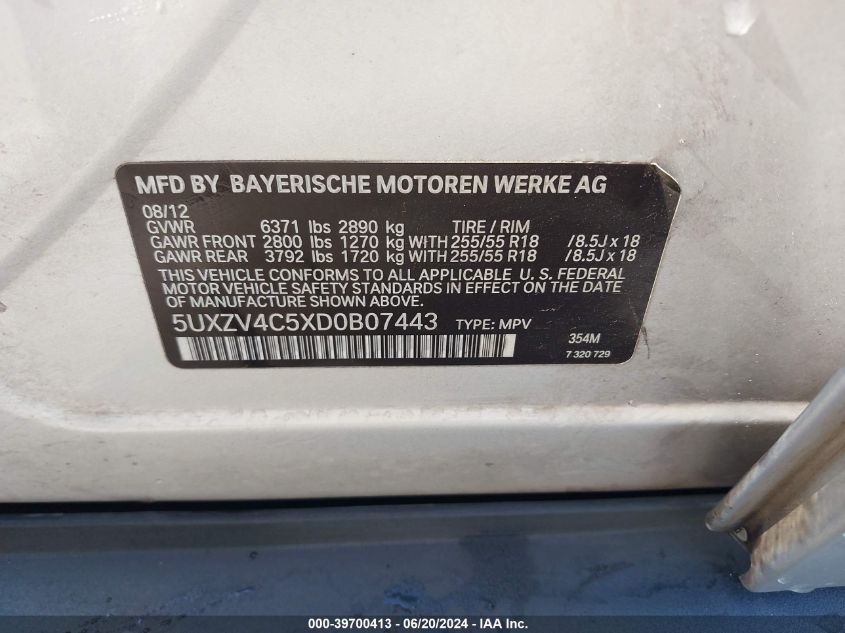 MFD BY BAYERISCHE MOTOREN WERKE AG
08/12
GVWR 6371 lbs 2890 kg TIRE / RIM
GAWR FRONT 2800 lbs 1270 kg WITH 255/55 R18 / 8.5J x 18
GAWR REAR 3792 lbs 1720 kg WITH 255/55 R18 / 8.5J x 18
THIS VEHICLE CONFORMS TO ALL APPLICABLE U. S. FEDERAL
MOTOR VEHICLE SAFETY STANDARDS IN EFFECT ON THE DATE
OF MANUFACTURE SHOWN ABOVE.
5UXZV4C5XD0B07443 TYPE: MPV
354M
7 320 729
000-39700413 - 06/20/2024 - IAA Inc.